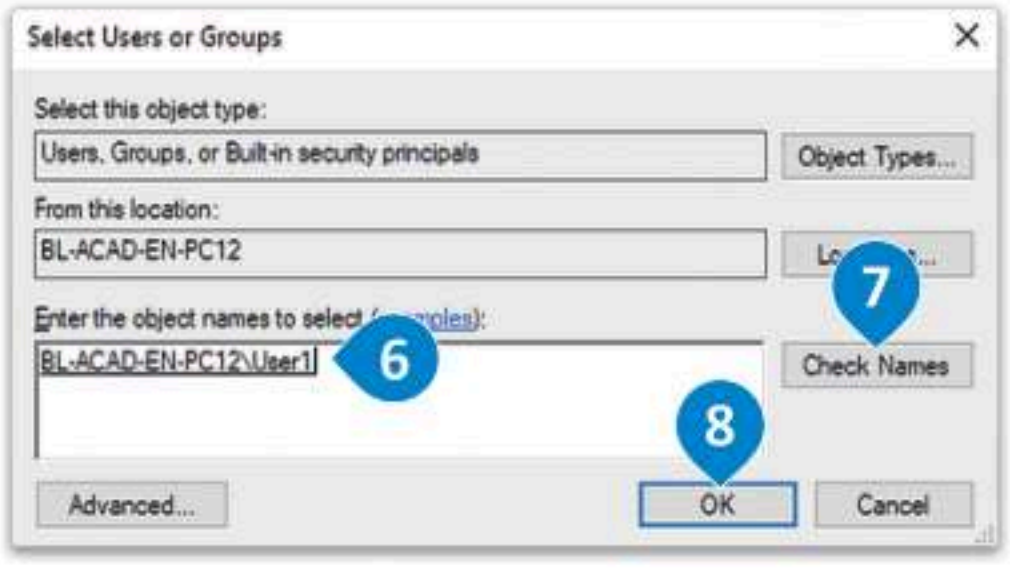 Select Users or Groups
Select this object type:
Users, Groups, or Built-in security principals
Object Types...
From this location:
BL-ACAD-EN-PC12
7
Enter the object names to select
BL-ACAD-EN-PC12\User1
6
Check Names
8
Advanced...
OK
Cancel